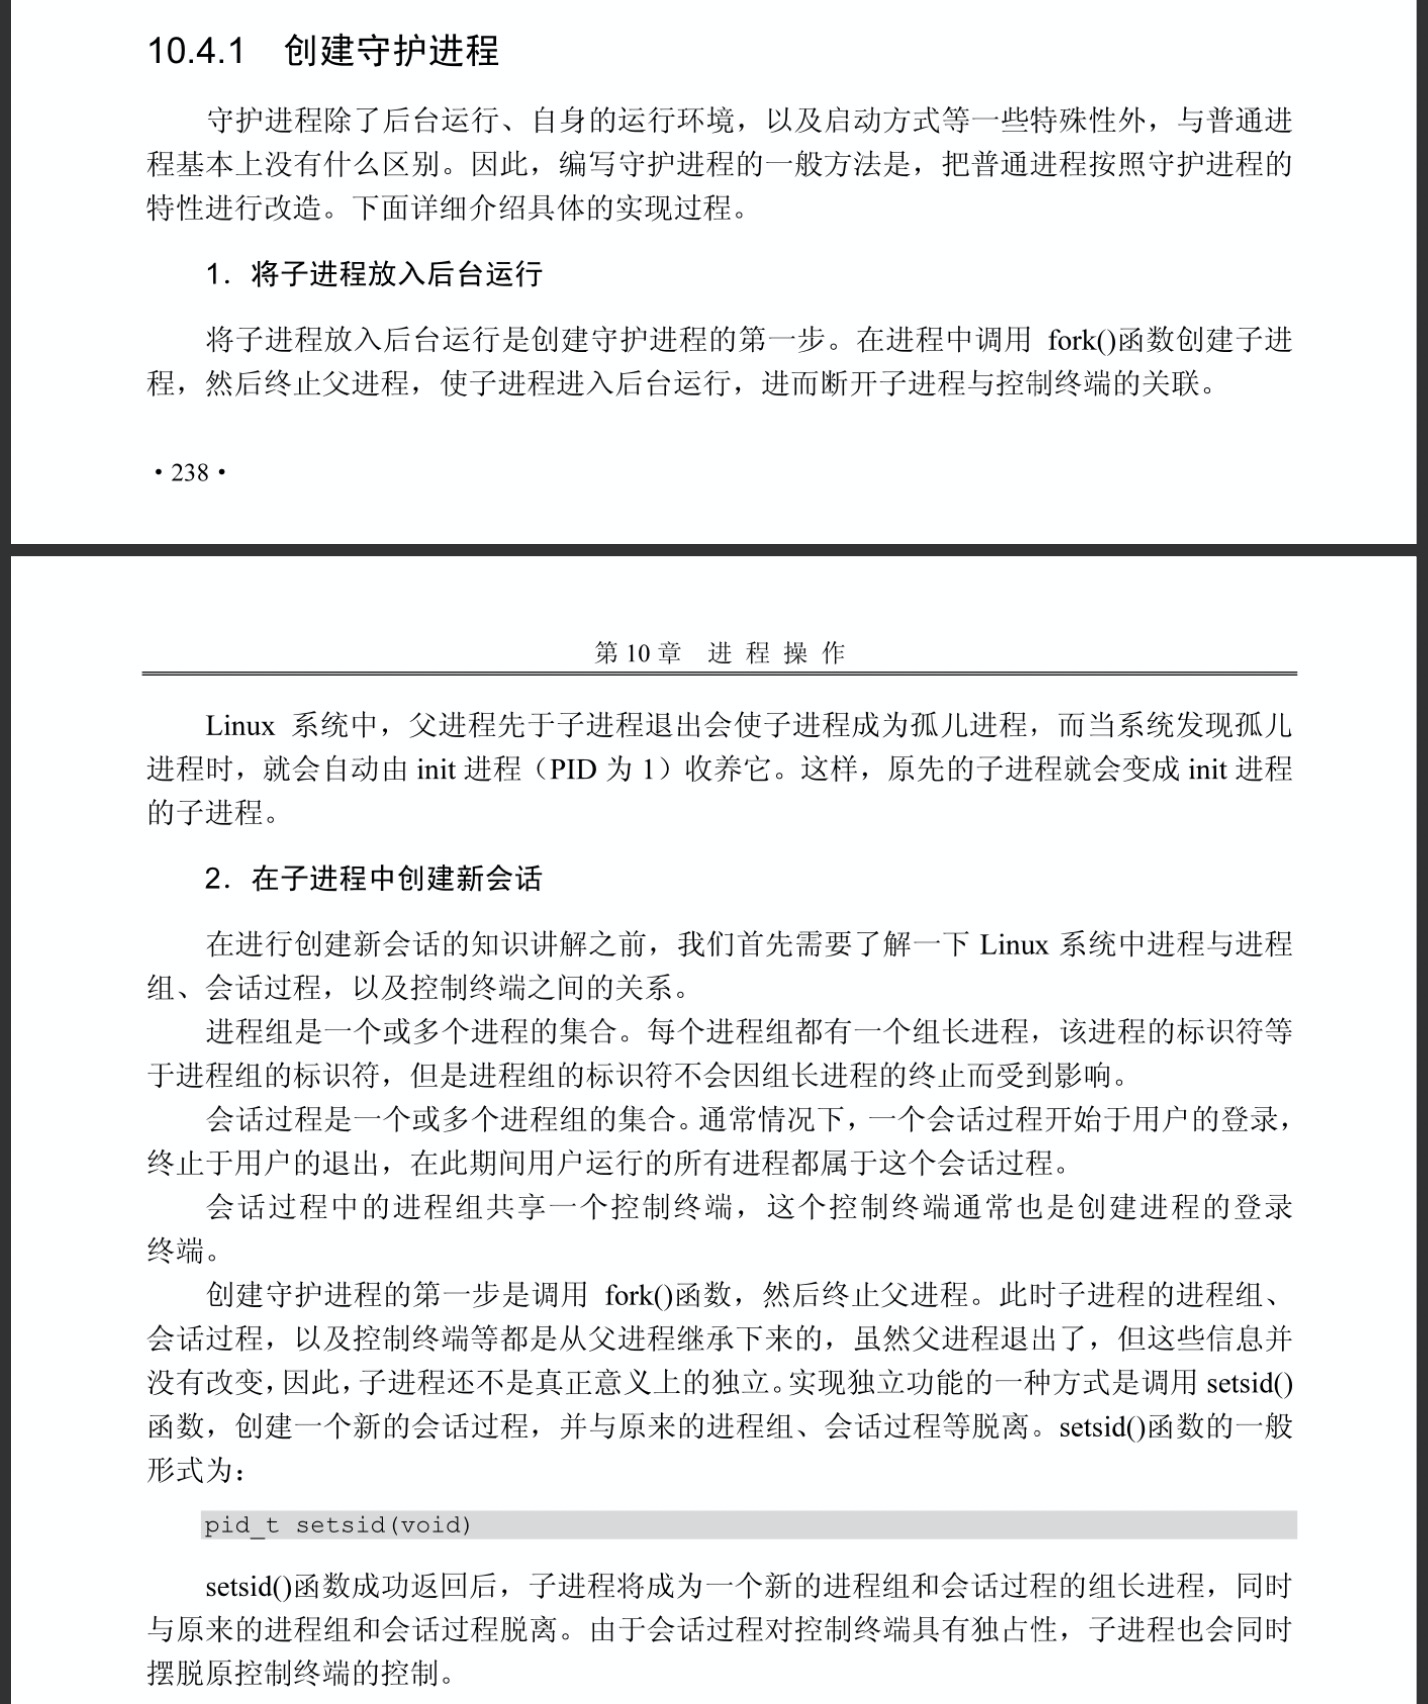 10.4.1 创建守护进程
守护进程除了后台运行、自身的运行环境，以及启动方式等一些特殊性外，与普通进
程基本上没有什么区别。因此，编写守护进程的一般方法是，把普通进程按照守护进程的
特性进行改造。下面详细介绍具体的实现过程。
1．将子进程放入后台运行
将子进程放入后台运行是创建守护进程的第一步。在进程中调用 fork()函数创建子进
程，然后终止父进程，使子进程进入后台运行，进而断开子进程与控制终端的关联。
• 238 •
第 10 章 进 程 操 作
Linux 系统中，父进程先于子进程退出会使子进程成为孤儿进程，而当系统发现孤儿
进程时，就会自动由 init 进程（PID 为 1）收养它。这样，原先的子进程就会变成 init 进程
的子进程。
2．在子进程中创建新会话
在进行创建新会话的知识讲解之前，我们首先需要了解一下 Linux 系统中进程与进程
组、会话过程，以及控制终端之间的关系。
进程组是一个或多个进程的集合。每个进程组都有一个组长进程，该进程的标识符等
于进程组的标识符，但是进程组的标识符不会因组长进程的终止而受到影响。
会话过程是一个或多个进程组的集合。通常情况下，一个会话过程开始于用户的登录，
终止于用户的退出，在此期间用户运行的所有进程都属于这个会话过程。
会话过程中的进程组共享一个控制终端，这个控制终端通常也是创建进程的登录
终端。
创建守护进程的第一步是调用 fork()函数，然后终止父进程。此时子进程的进程组、
会话过程，以及控制终端等都是从父进程继承下来的，虽然父进程退出了，但这些信息并
没有改变，因此，子进程还不是真正意义上的独立。实现独立功能的一种方式是调用 setsid()
函数，创建一个新的会话过程，并与原来的进程组、会话过程等脱离。setsid()函数的一般
形式为：
pid_t setsid(void)
setsid()函数成功返回后，子进程将成为一个新的进程组和会话过程的组长进程，同时
与原来的进程组和会话过程脱离。由于会话过程对控制终端具有独占性，子进程也会同时
摆脱原控制终端的控制。